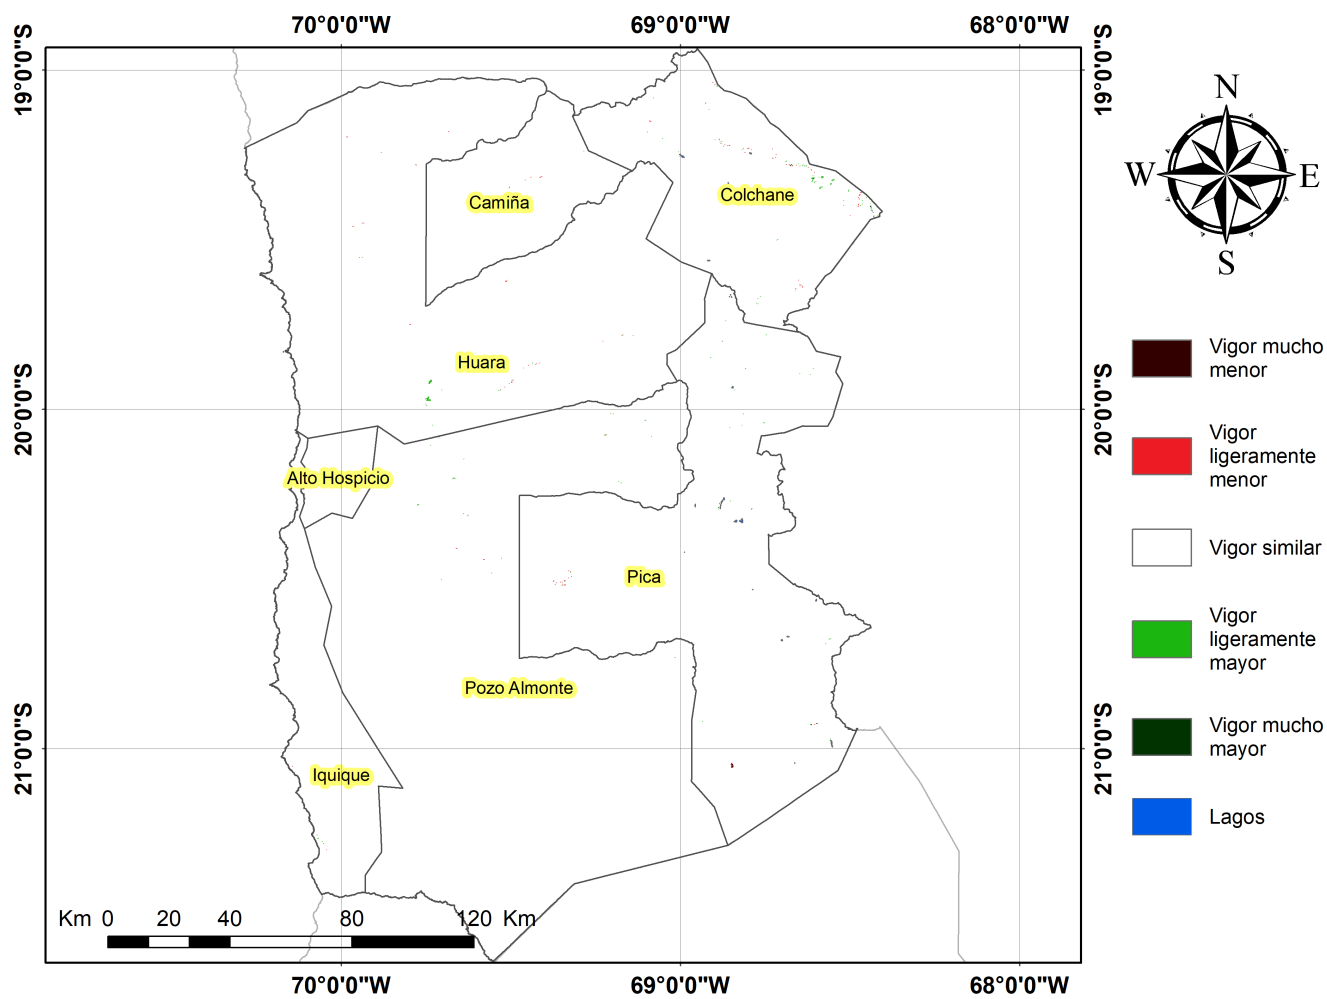 70°0'0"W 69°0'0"W 68°0'0"W
19°0'0"S 19°0'0"S
N
W E
S
Camiña
Colchane
Huara
Vigor mucho
menor
20°0'0"S 20°0'0"S
Vigor
ligeramente
menor
Alto Hospicio
Vigor similar
Pica
Vigor
ligeramente
mayor
Pozo Almonte
21°0'0"S 21°0'0"S
Vigor mucho
mayor
Iquique
Lagos
Km 0 20 40 80 120 Km
70°0'0"W 69°0'0"W 68°0'0"W